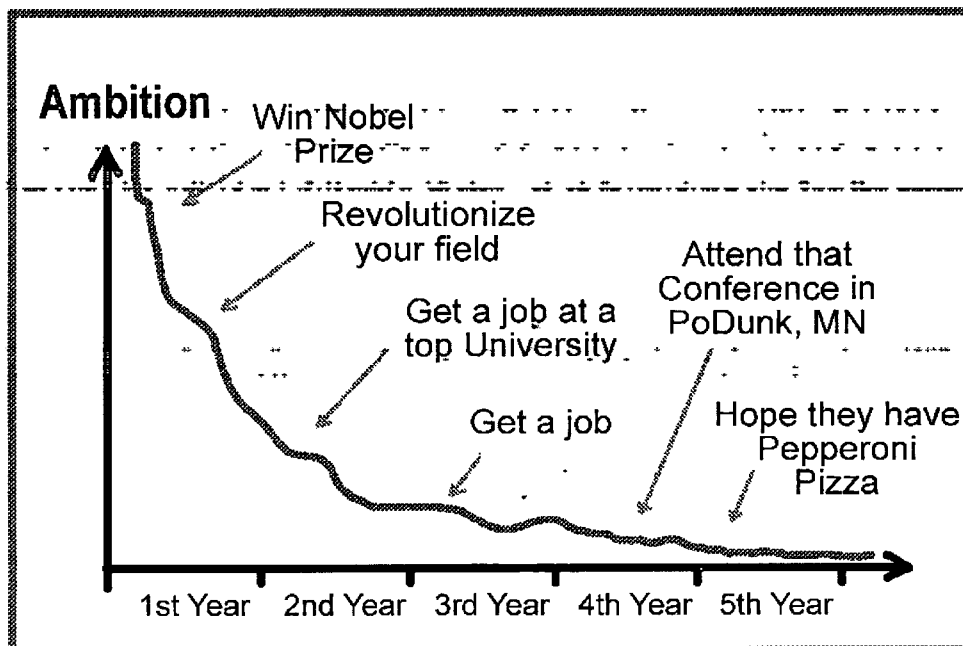 Ambition
Win Nobel
Prize
Revolutionize
your field
Get a job at a
top University
Get a job
Attend that
Conference in
PoDunk, MN
Hope they have
Pepperoni
Pizza
1st Year
2nd Year
3rd Year
4th Year
5th Year